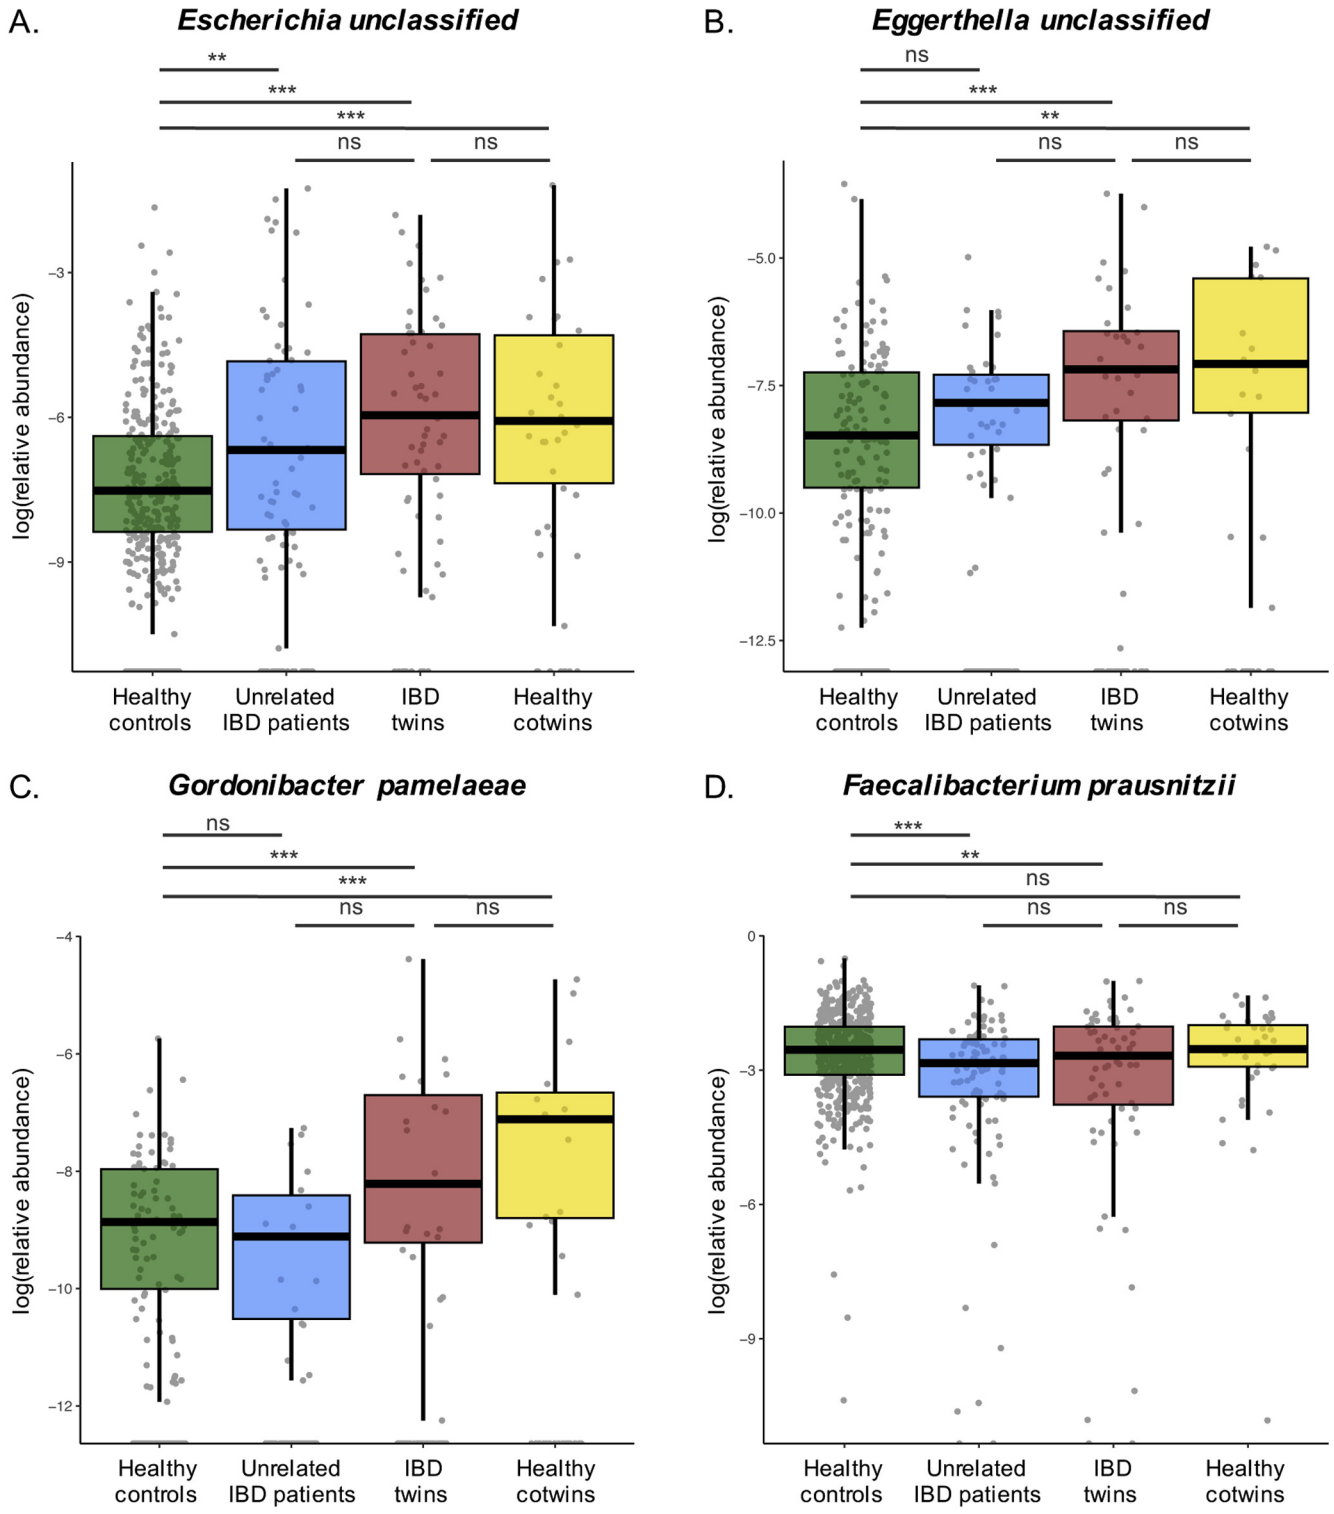 A.
Escherichia unclassified
**
***
***
ns
ns
log(relative abundance)
−3
−6
−9
Healthy controls
Unrelated IBD patients
IBD twins
Healthy cotwins
B.
Eggerthella unclassified
ns
***
**
ns
ns
log(relative abundance)
−5.0
−7.5
−10.0
−12.5
Healthy controls
Unrelated IBD patients
IBD twins
Healthy cotwins
C.
Gordonibacter pamelaeae
ns
***
***
ns
ns
log(relative abundance)
−4
−6
−8
−10
−12
Healthy controls
Unrelated IBD patients
IBD twins
Healthy cotwins
D.
Faecalibacterium prausnitzii
***
**
ns
ns
ns
log(relative abundance)
0
−3
−6
−9
Healthy controls
Unrelated IBD patients
IBD twins
Healthy cotwins